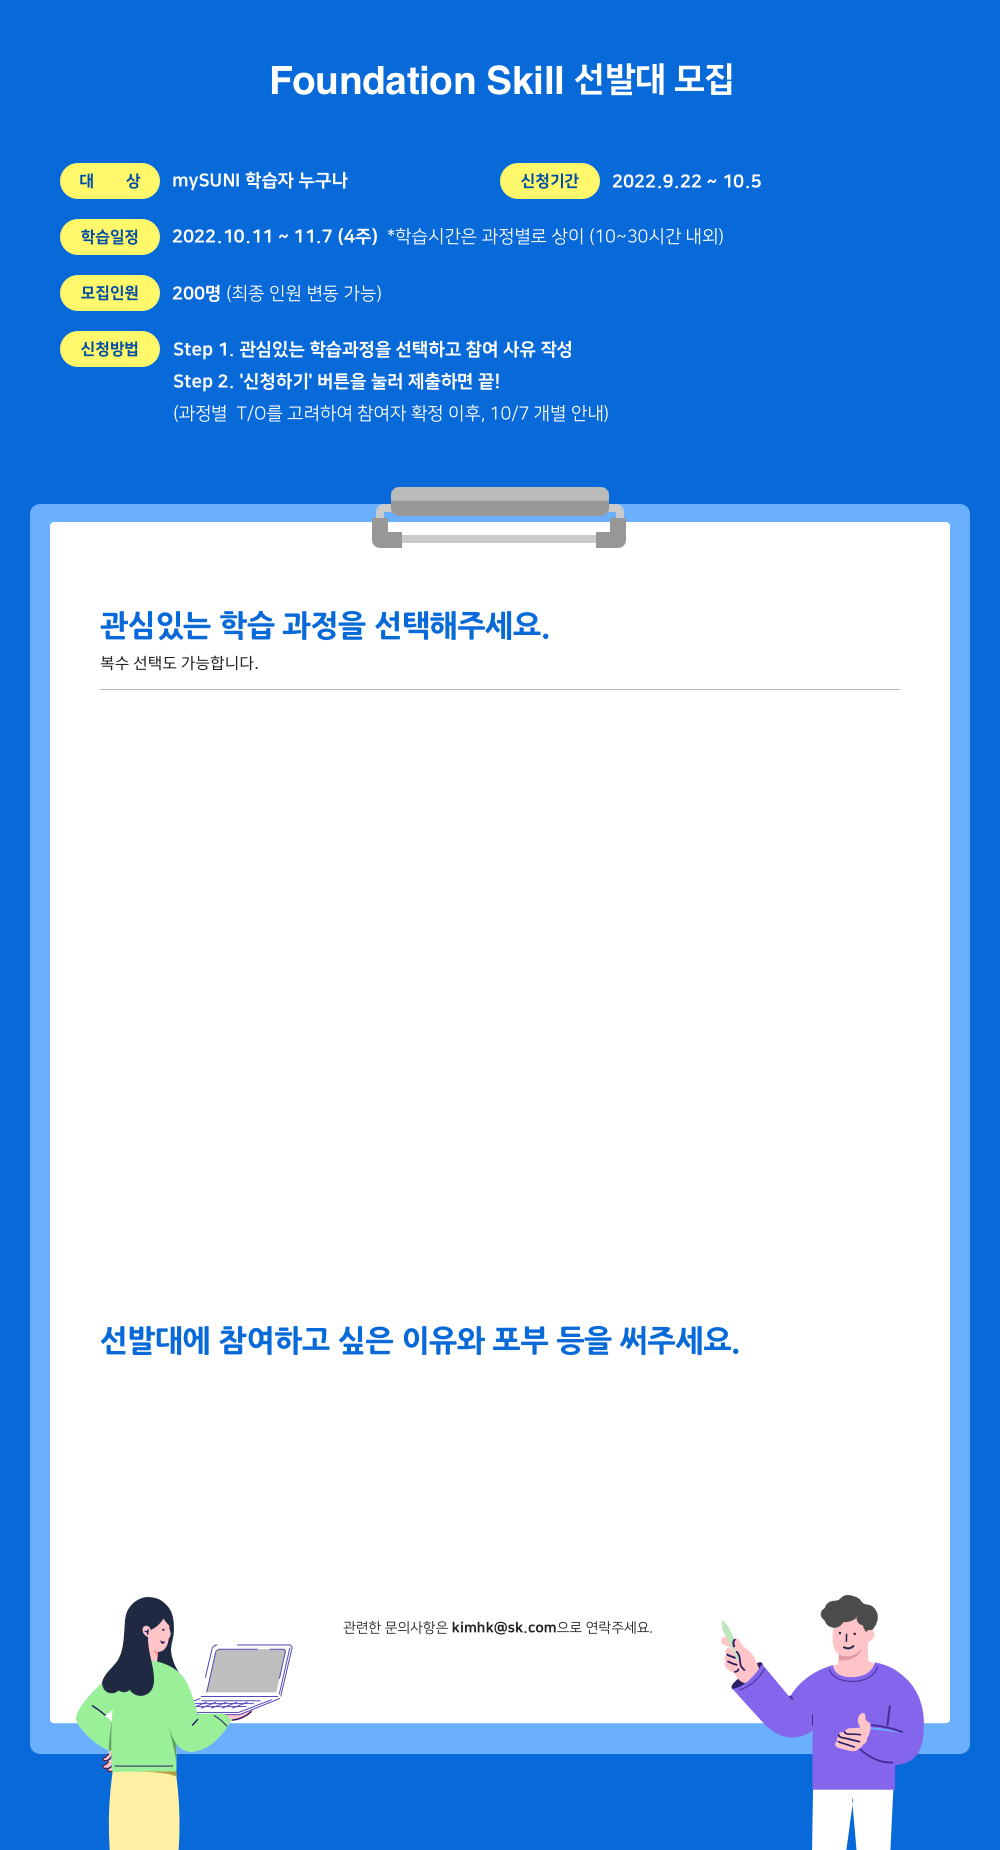 Foundation Skill 선발대 모집
대 상 mySUNI 학습자 누구나 신청기간 2022.9.22 ~ 10.5
학습일정 2022.10.11 ~ 11.7 (4주) *학습시간은 과정별로 상이 (10~30시간 내외)
모집인원 200명 (최종 인원 변동 가능)
신청방법 Step 1. 관심있는 학습과정을 선택하고 참여 사유 작성
Step 2. '신청하기' 버튼을 눌러 제출하면 끝!
(과정별 T/O를 고려하여 참여자 확정 이후, 10/7 개별 안내)
관심있는 학습 과정을 선택해주세요.
복수 선택도 가능합니다.
선발대에 참여하고 싶은 이유와 포부 등을 써주세요.
관련한 문의사항은 kimhk@sk.com으로 연락주세요.